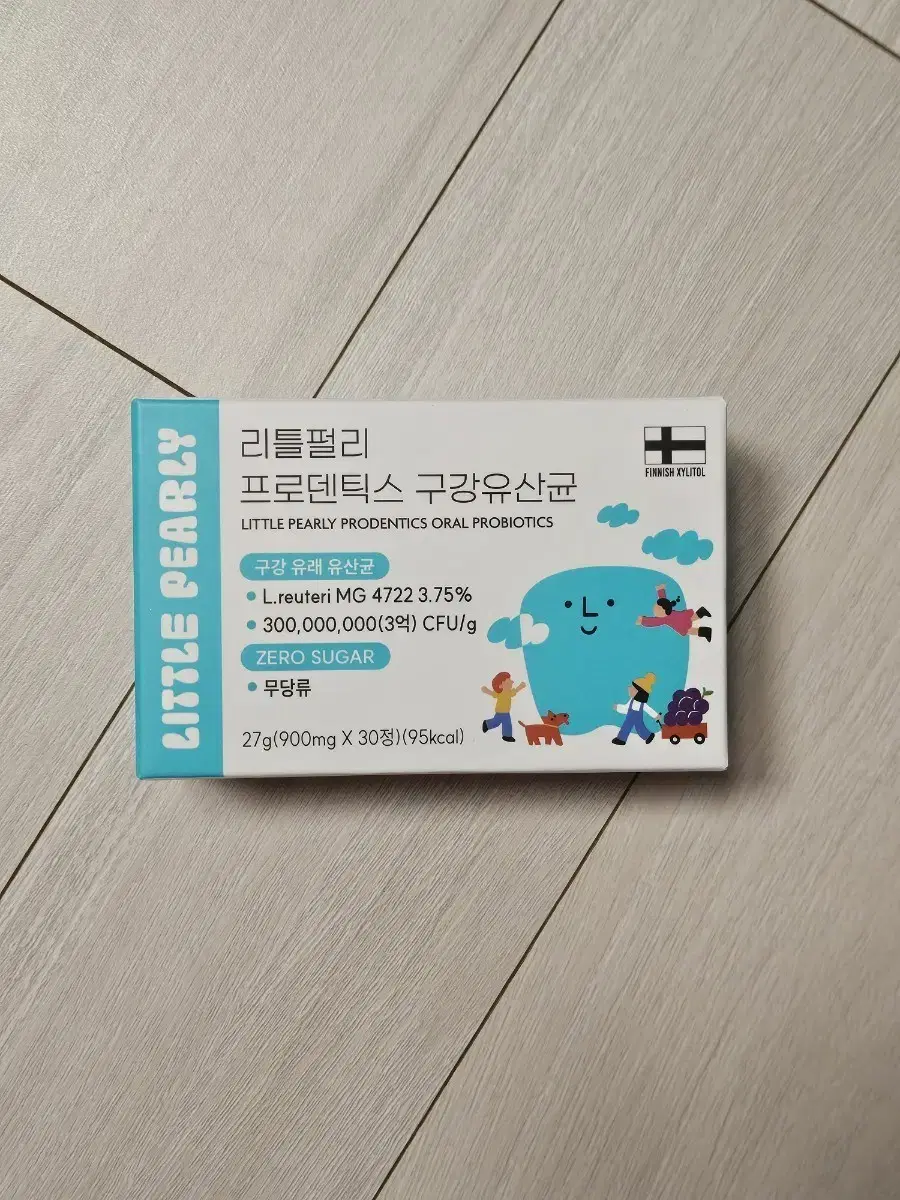 LITTLE PEARLY
리틀펄리
프로덴틱스 구강유산균
LITTLE PEARLY PRODENTICS ORAL PROBIOTICS
FINNISH XYLITOL
구강 유래 유산균
• L.reuteri MG 4722 3.75%
• 300,000,000(3억) CFU/g
ZERO SUGAR
• 무당류
27g(900mg X 30정)(95kcal)